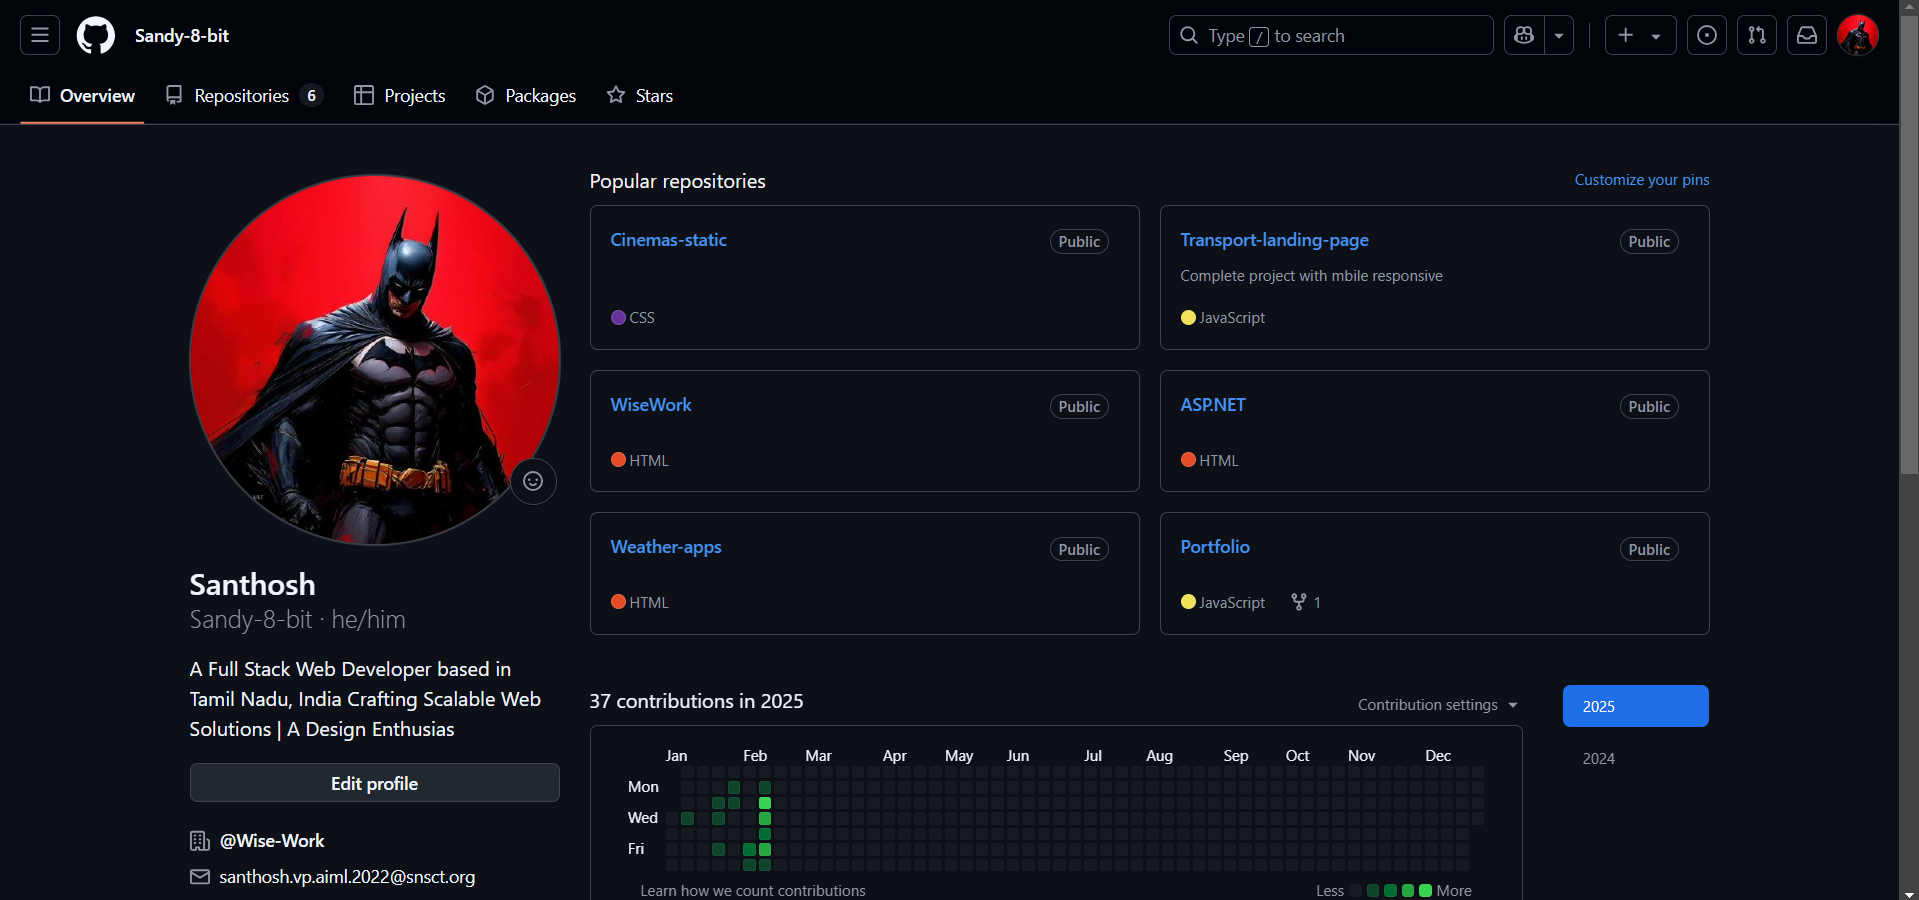 Sandy-8-bit
Type / to search
Overview
Repositories 6
Projects
Packages
Stars
Popular repositories
Customize your pins
Cinemas-static
Public
CSS
Transport-landing-page
Public
Complete project with mbile responsive
JavaScript
WiseWork
Public
HTML
ASP.NET
Public
HTML
Weather-apps
Public
HTML
Portfolio
Public
JavaScript 1
Santhosh
Sandy-8-bit · he/him
A Full Stack Web Developer based in
Tamil Nadu, India Crafting Scalable Web
Solutions | A Design Enthusias
Edit profile
@Wise-Work
santhosh.vp.aiml.2022@snsct.org
37 contributions in 2025
Contribution settings
2025
2024
Jan Feb Mar Apr May Jun Jul Aug Sep Oct Nov Dec
Mon
Wed
Fri
Learn how we count contributions
Less More